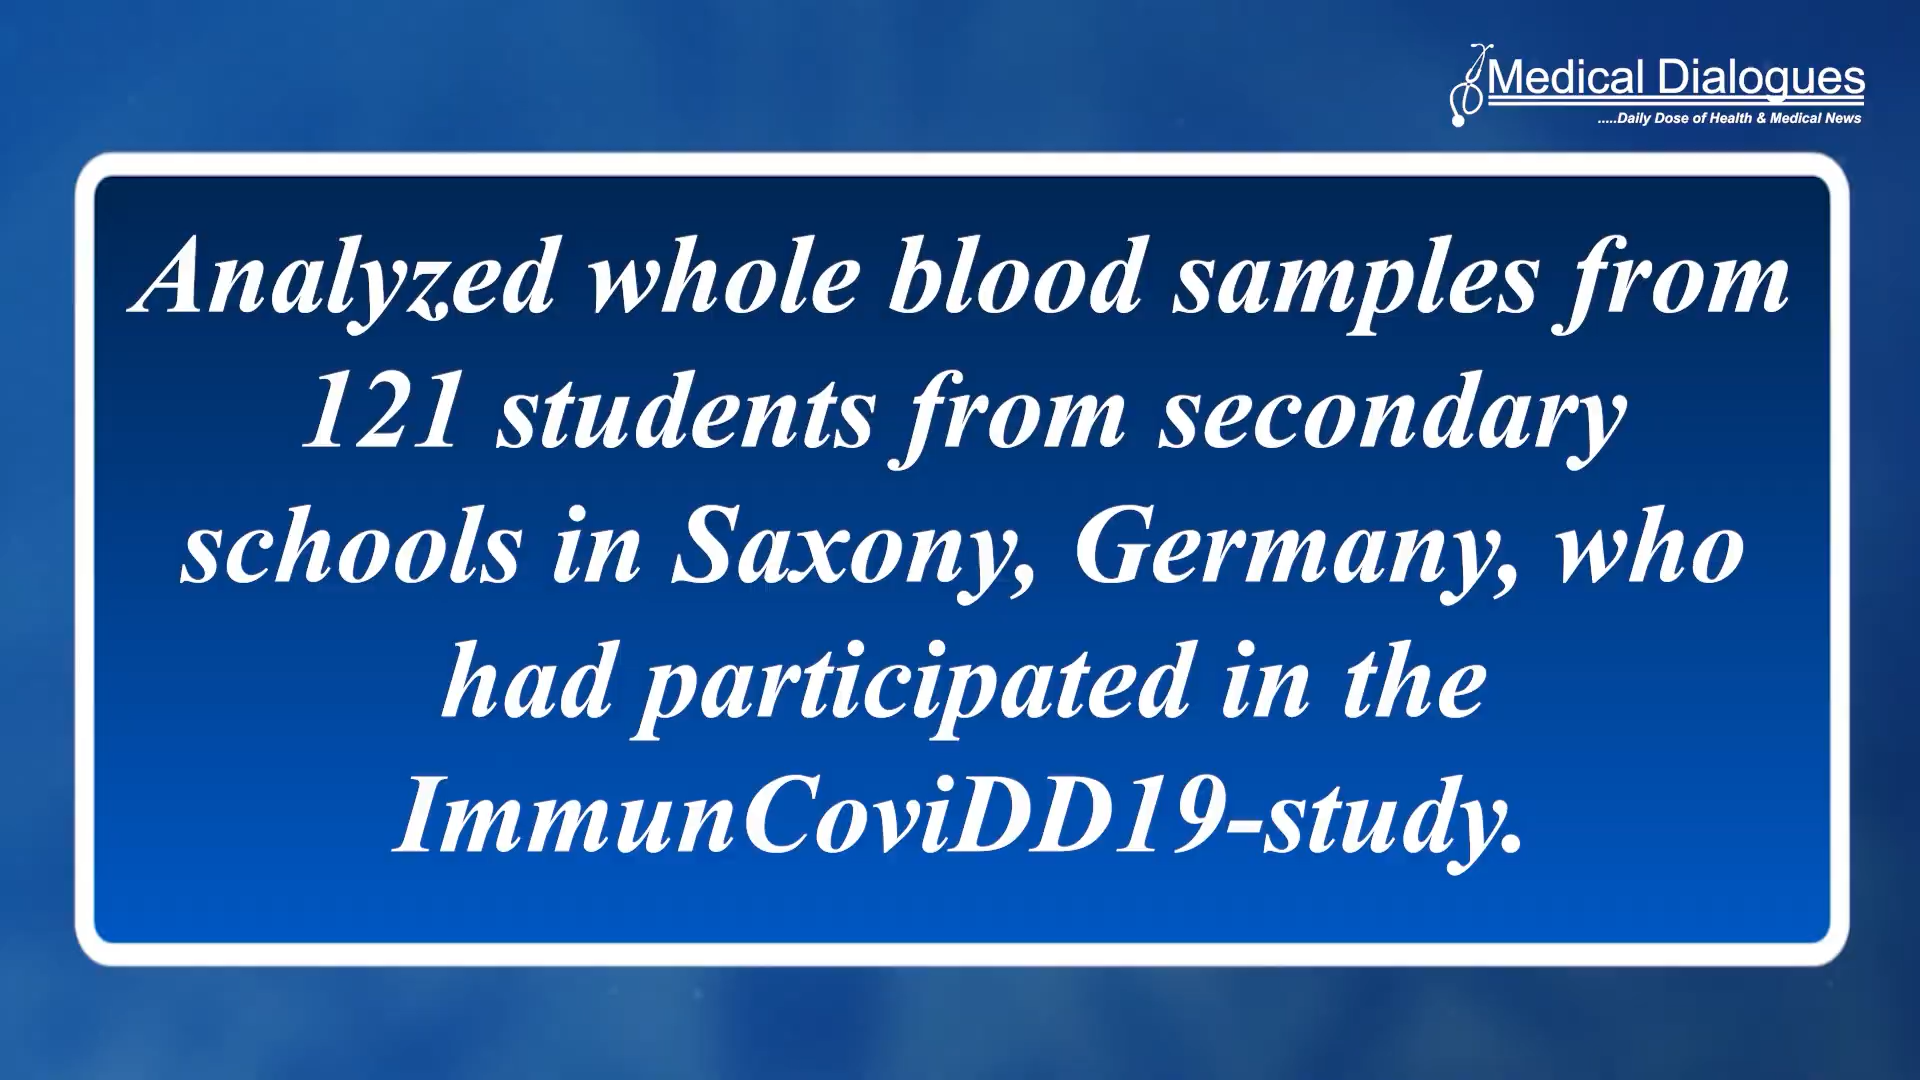 Medical Dialogues
.....Daily Dose of Health & Medical News
Analyzed whole blood samples from
121 students from secondary
schools in Saxony, Germany, who
had participated in the
ImmunCoviDD19-study.